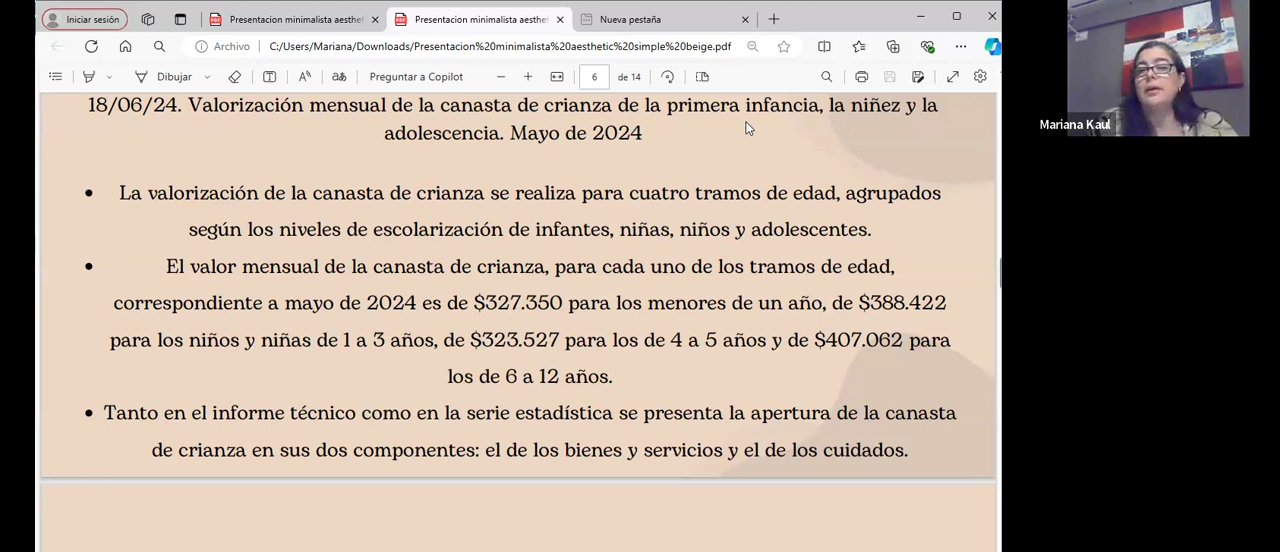 Iniciar sesión
Presentacion minimalista aesthet
Presentacion minimalista aesthet
Nueva pestaña
Archivo
C:/Users/Mariana/Downloads/Presentacion%20minimalista%20aesthetic%20simple%20beige.pdf
Dibujar
Preguntar a Copilot
6
de 14
18/06/24. Valorización mensual de la canasta de crianza de la primera infancia, la niñez y la
adolescencia. Mayo de 2024
• La valorización de la canasta de crianza se realiza para cuatro tramos de edad, agrupados
según los niveles de escolarización de infantes, niñas, niños y adolescentes.
• El valor mensual de la canasta de crianza, para cada uno de los tramos de edad,
correspondiente a mayo de 2024 es de $327.350 para los menores de un año, de $388.422
para los niños y niñas de 1 a 3 años, de $323.527 para los de 4 a 5 años y de $407.062 para
los de 6 a 12 años.
• Tanto en el informe técnico como en la serie estadística se presenta la apertura de la canasta
de crianza en sus dos componentes: el de los bienes y servicios y el de los cuidados.
Mariana Kaul